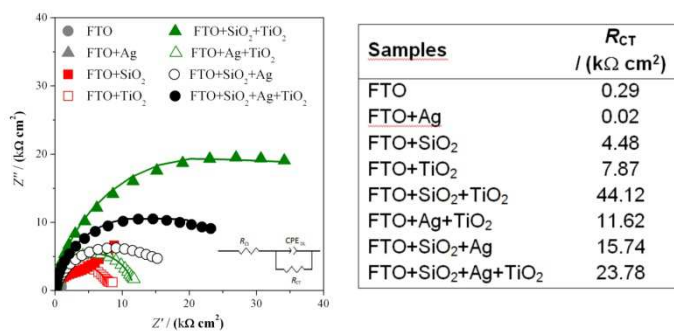 FTO
FTO+Ag
FTO+SiO₂
FTO+TiO₂
FTO+SiO₂+TiO₂
FTO+Ag+TiO₂
FTO+SiO₂+Ag
FTO+SiO₂+Ag+TiO₂
40
30
20
10
0
0 10 20 30 40
Z'' / (kΩ cm²)
Z' / (kΩ cm²)
CPE
R_CT
Samples R_CT
/ (kΩ cm²)
FTO 0.29
FTO+Ag 0.02
FTO+SiO₂ 4.48
FTO+TiO₂ 7.87
FTO+SiO₂+TiO₂ 44.12
FTO+Ag+TiO₂ 11.62
FTO+SiO₂+Ag 15.74
FTO+SiO₂+Ag+TiO₂ 23.78